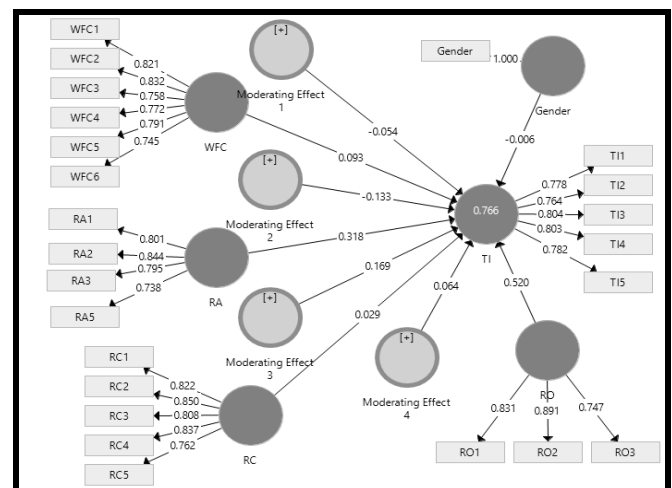 WFC1
WFC2
WFC3
WFC4
WFC5
WFC6
0.821
0.832
0.758
0.772
0.791
0.745
WFC
[+]
Moderating Effect
1
-0.054
0.093
Gender
1.000
Gender
-0.006
[+]
Moderating Effect
2
-0.133
RA1
RA2
RA3
RA5
0.801
0.844
0.795
0.738
RA
0.318
0.766
TI
0.778
0.764
0.804
0.803
0.782
TI1
TI2
TI3
TI4
TI5
[+]
Moderating Effect
3
0.169
0.029
[+]
Moderating Effect
4
0.064
0.520
RC1
RC2
RC3
RC4
RC5
0.822
0.850
0.808
0.837
0.762
RC
RO
0.831
0.891
0.747
RO1
RO2
RO3